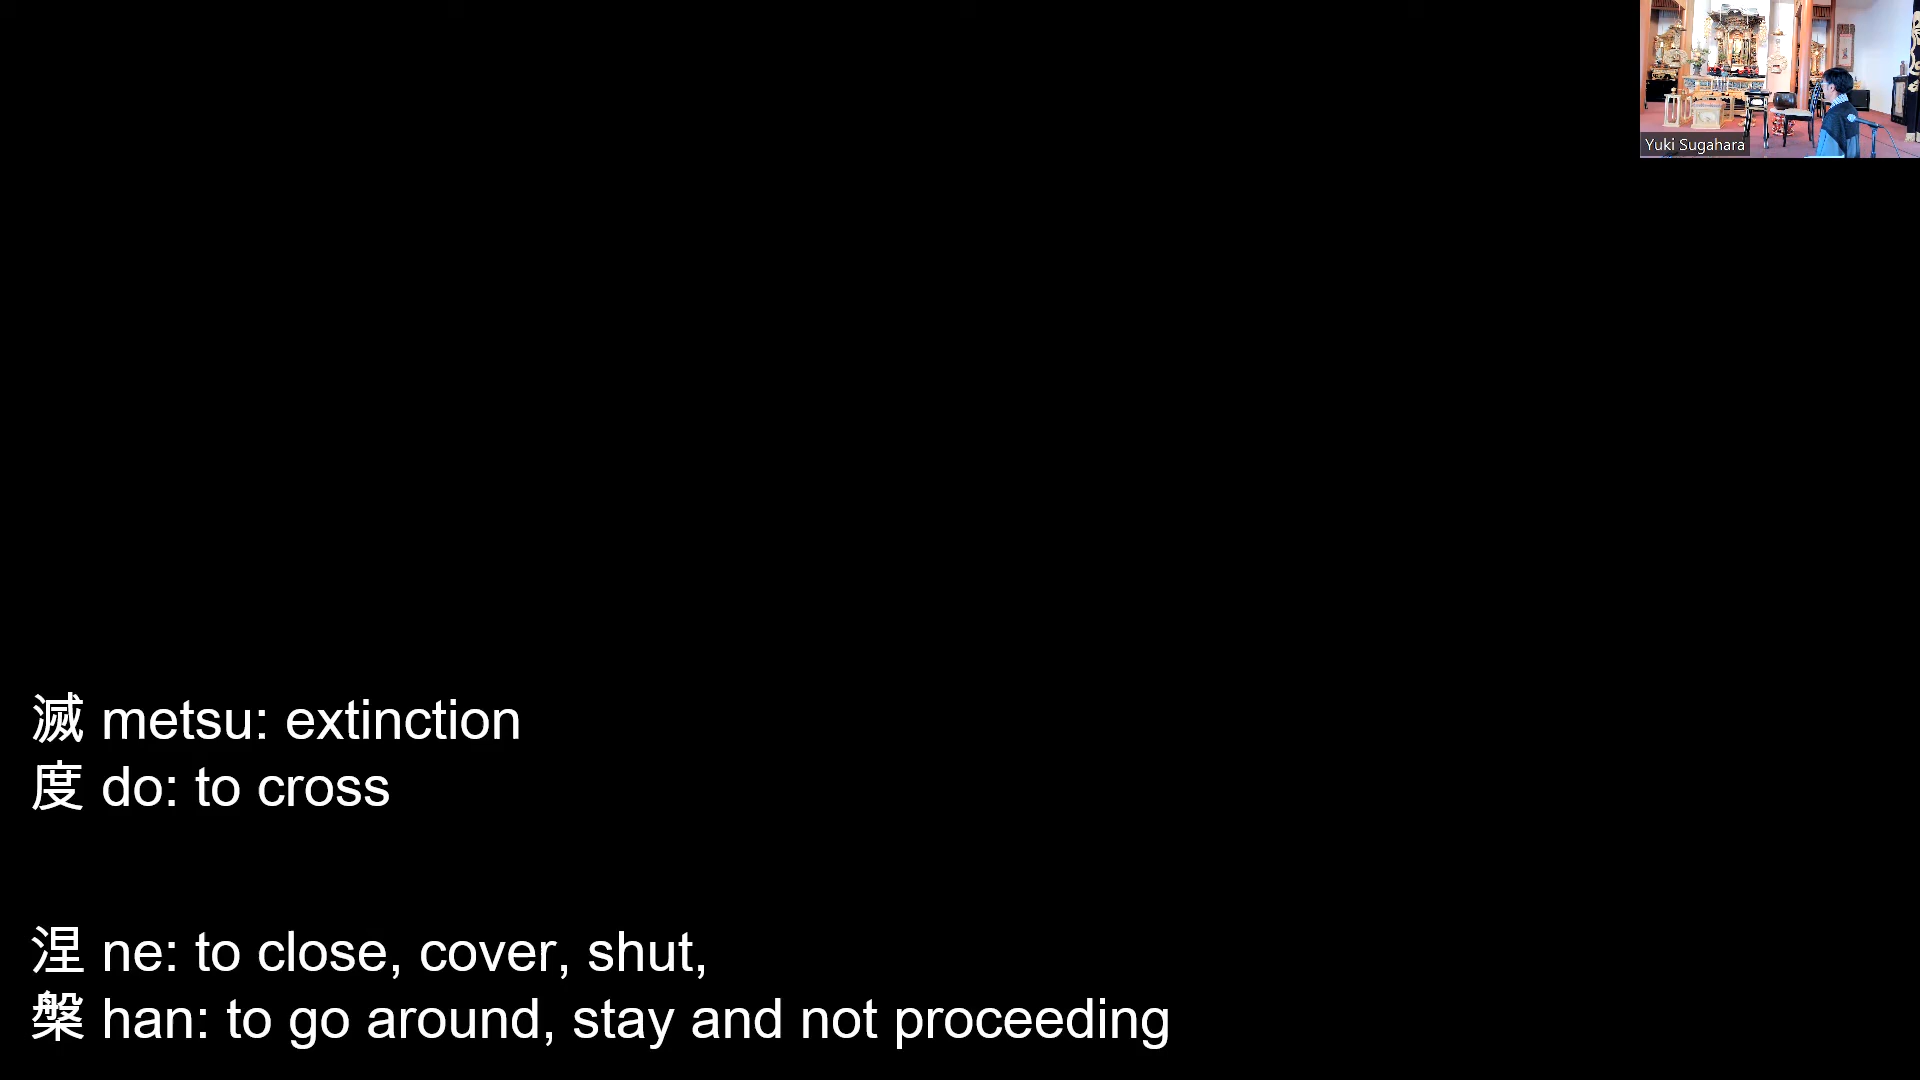 Yuki Sugahara
滅 metsu: extinction
度 do: to cross
涅 ne: to close, cover, shut,
槃 han: to go around, stay and not proceeding